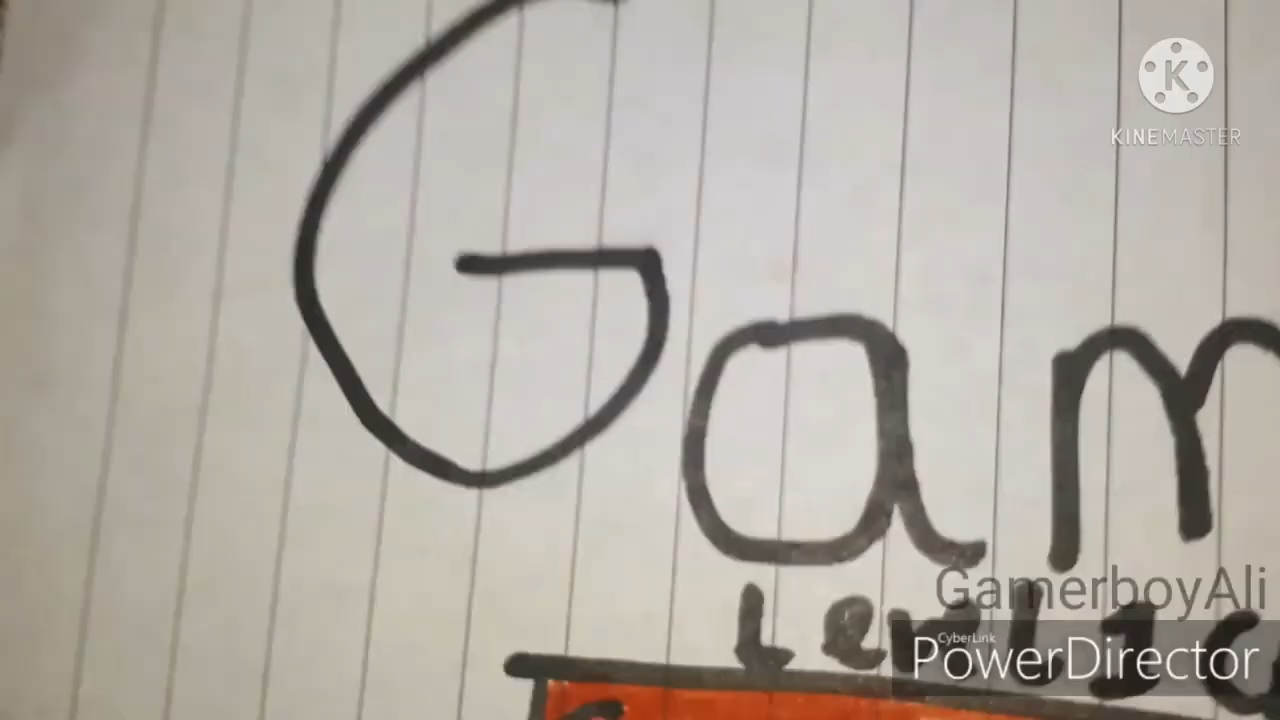 K
KINEMASTER
Gam
GamerboyAli
CyberLink
PowerDirector